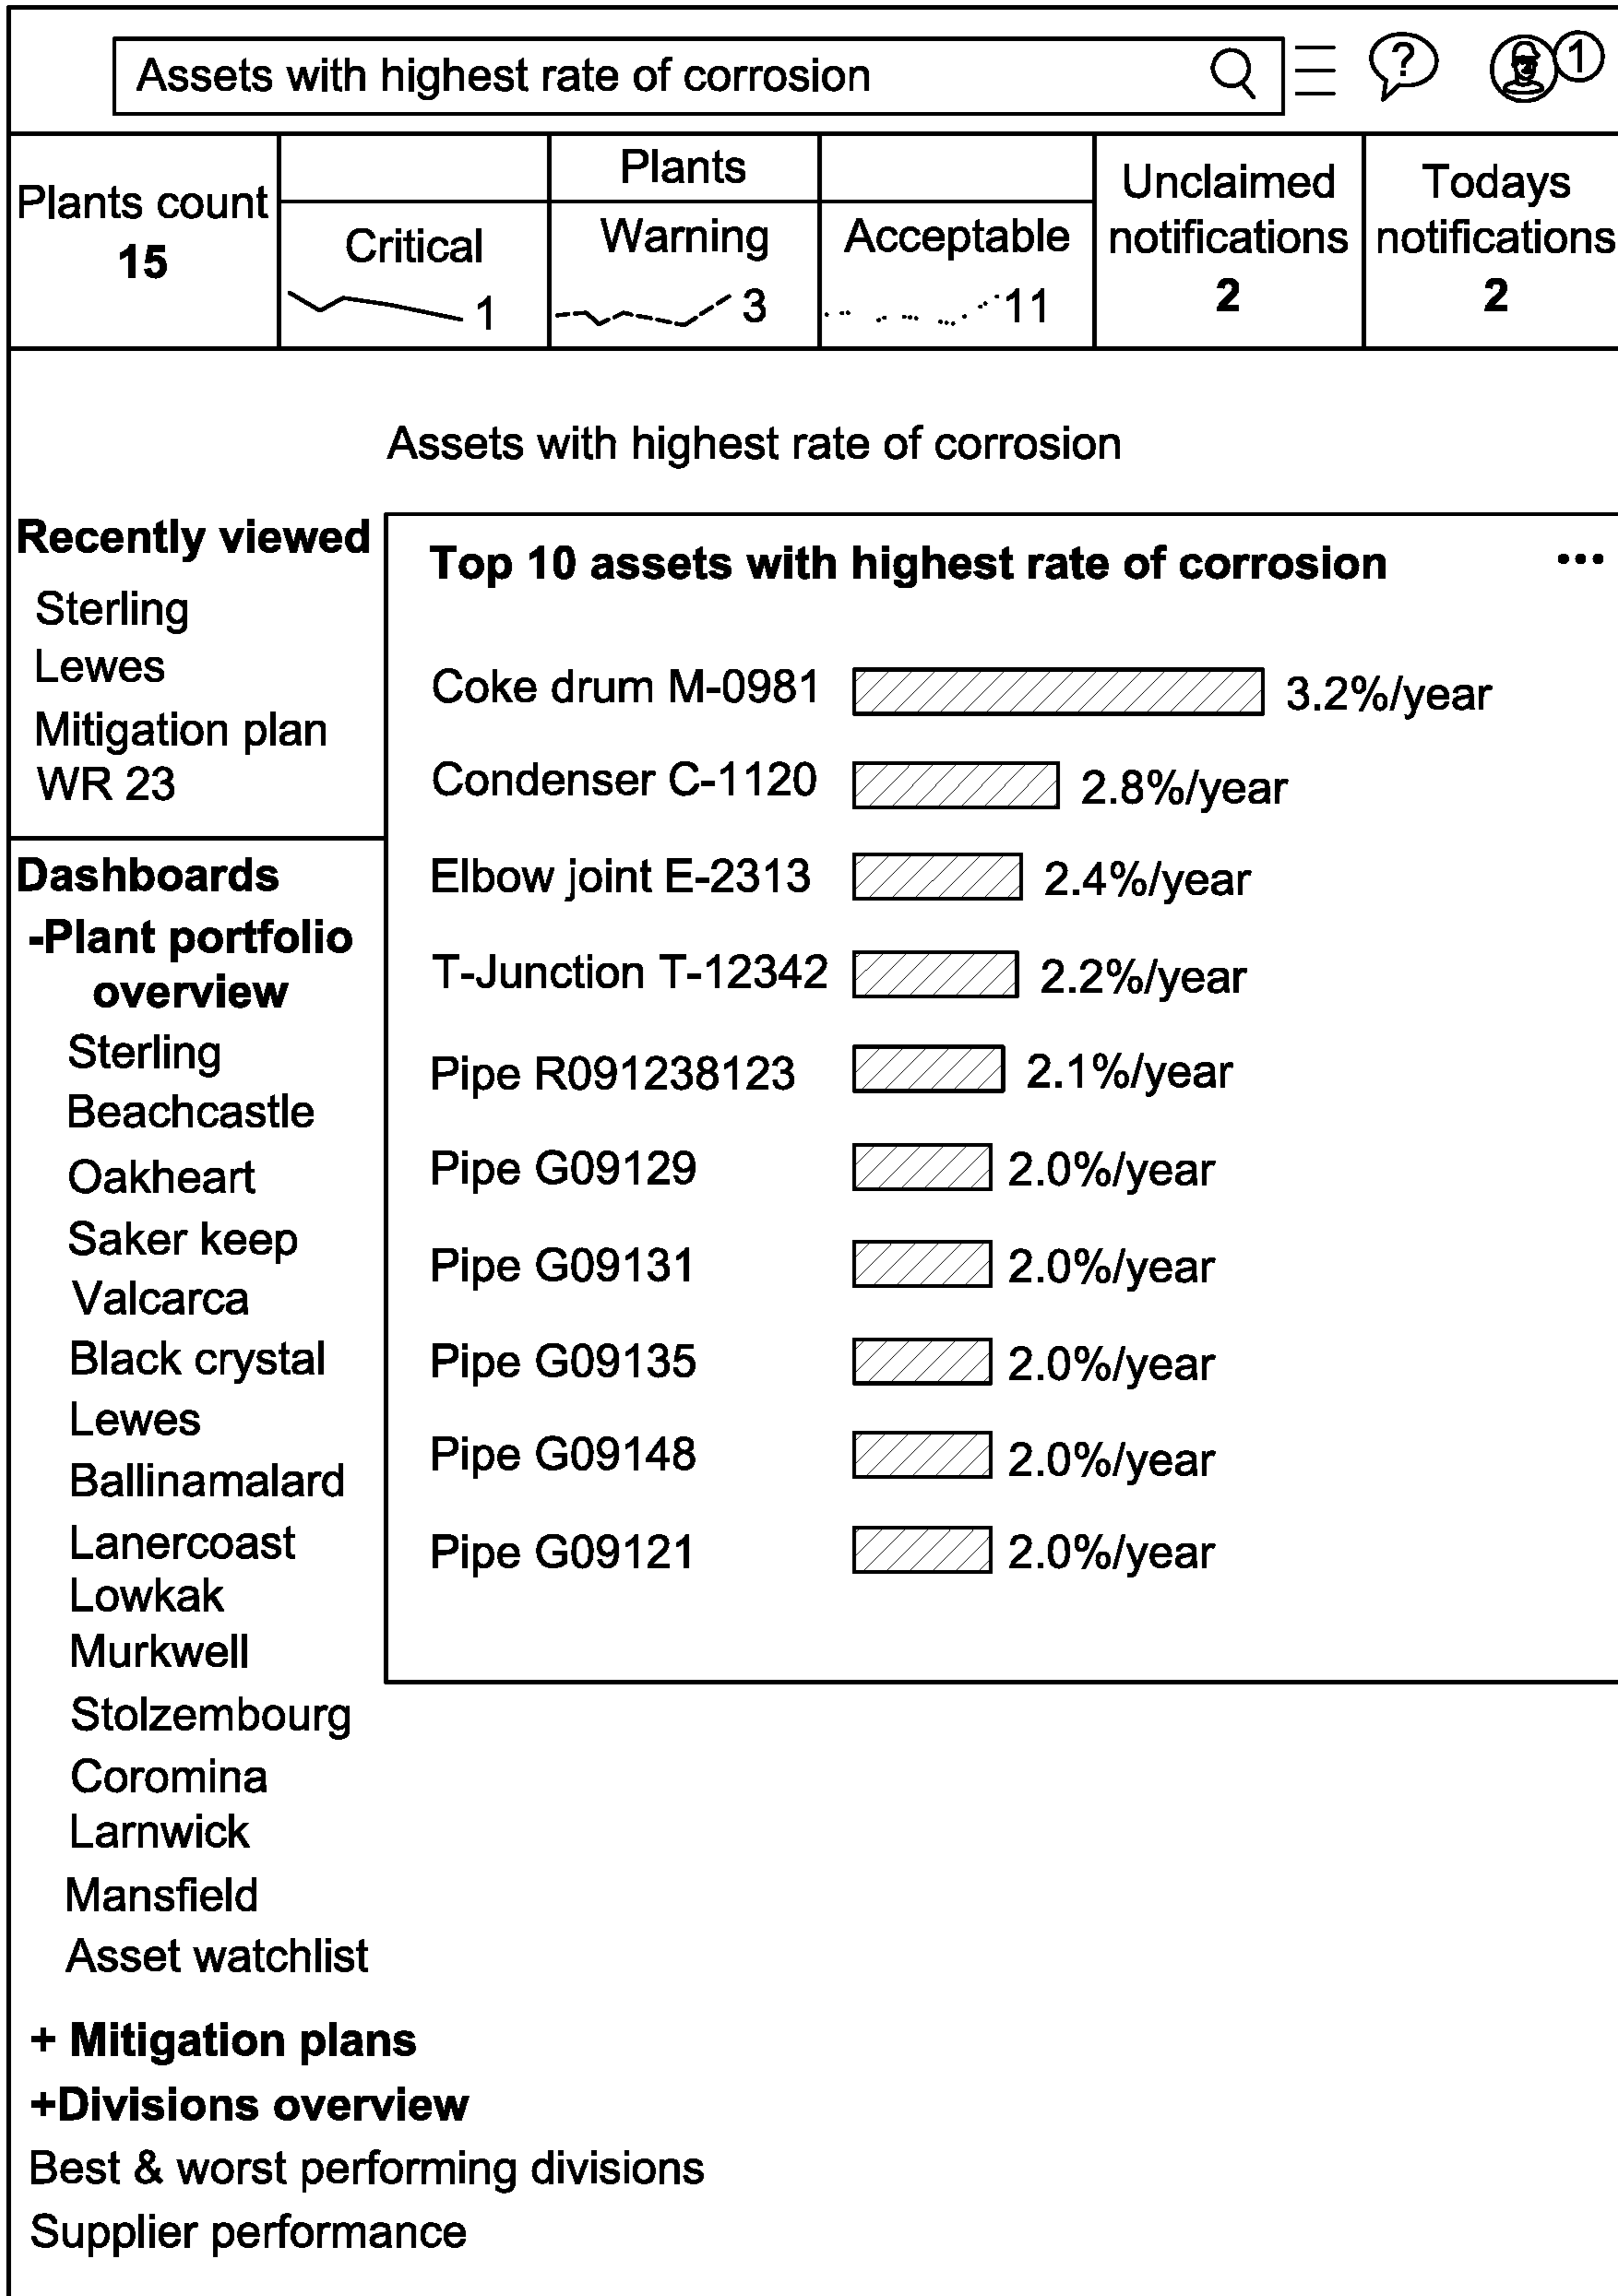 Assets with highest rate of corrosion
?
1
Plants count
15
Plants
Critical
1
Warning
3
Acceptable
11
Unclaimed
notifications
2
Todays
notifications
2
Assets with highest rate of corrosion
Recently viewed
Sterling
Lewes
Mitigation plan
WR 23
Dashboards
-Plant portfolio
overview
Sterling
Beachcastle
Oakheart
Saker keep
Valcarca
Black crystal
Lewes
Ballinamalard
Lanercoast
Lowkak
Murkwell
Stolzembourg
Coromina
Larnwick
Mansfield
Asset watchlist
+ Mitigation plans
+Divisions overview
Best & worst performing divisions
Supplier performance
Top 10 assets with highest rate of corrosion ...
Coke drum M-0981 3.2%/year
Condenser C-1120 2.8%/year
Elbow joint E-2313 2.4%/year
T-Junction T-12342 2.2%/year
Pipe R091238123 2.1%/year
Pipe G09129 2.0%/year
Pipe G09131 2.0%/year
Pipe G09135 2.0%/year
Pipe G09148 2.0%/year
Pipe G09121 2.0%/year